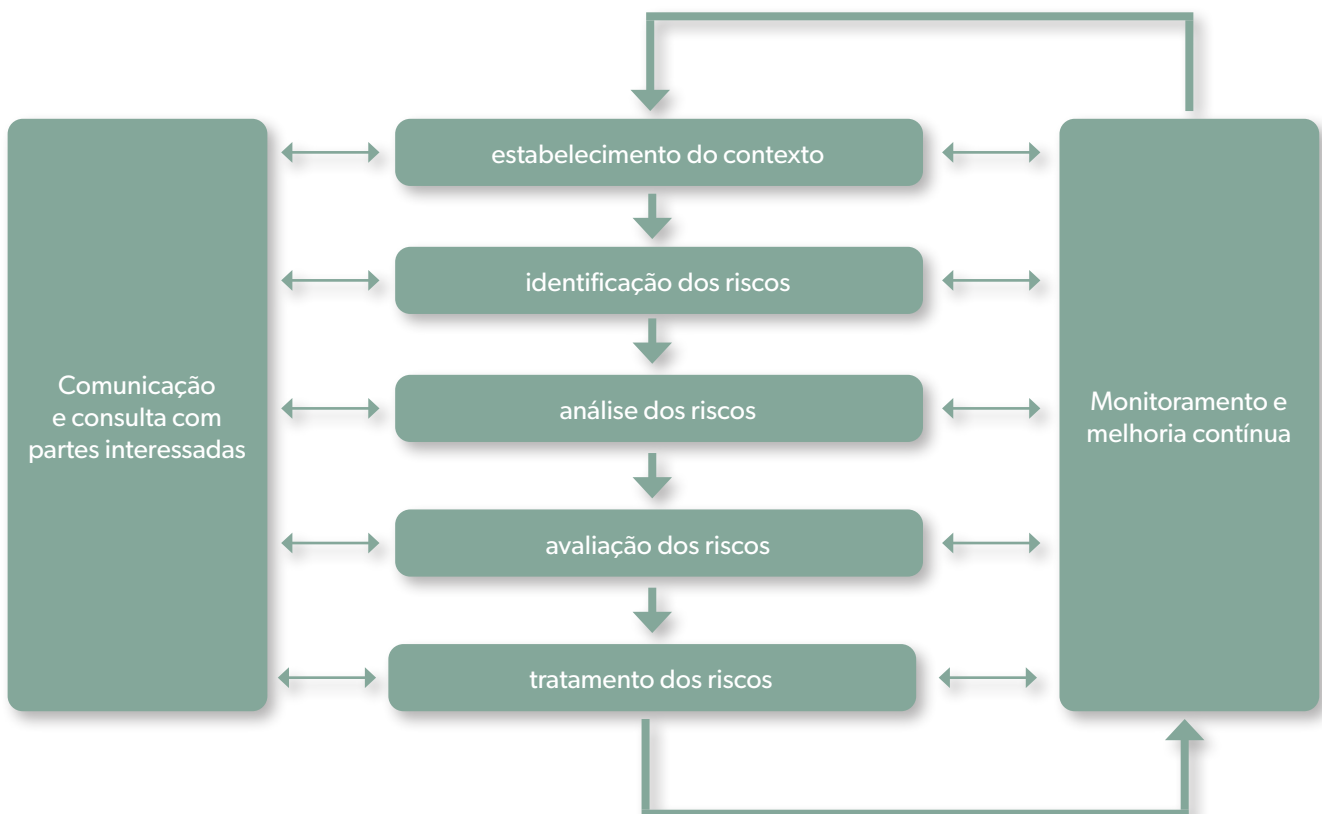 estabelecimento do contexto
identificação dos riscos
Comunicação
e consulta com
partes interessadas
análise dos riscos
Monitoramento e
melhoria contínua
avaliação dos riscos
tratamento dos riscos